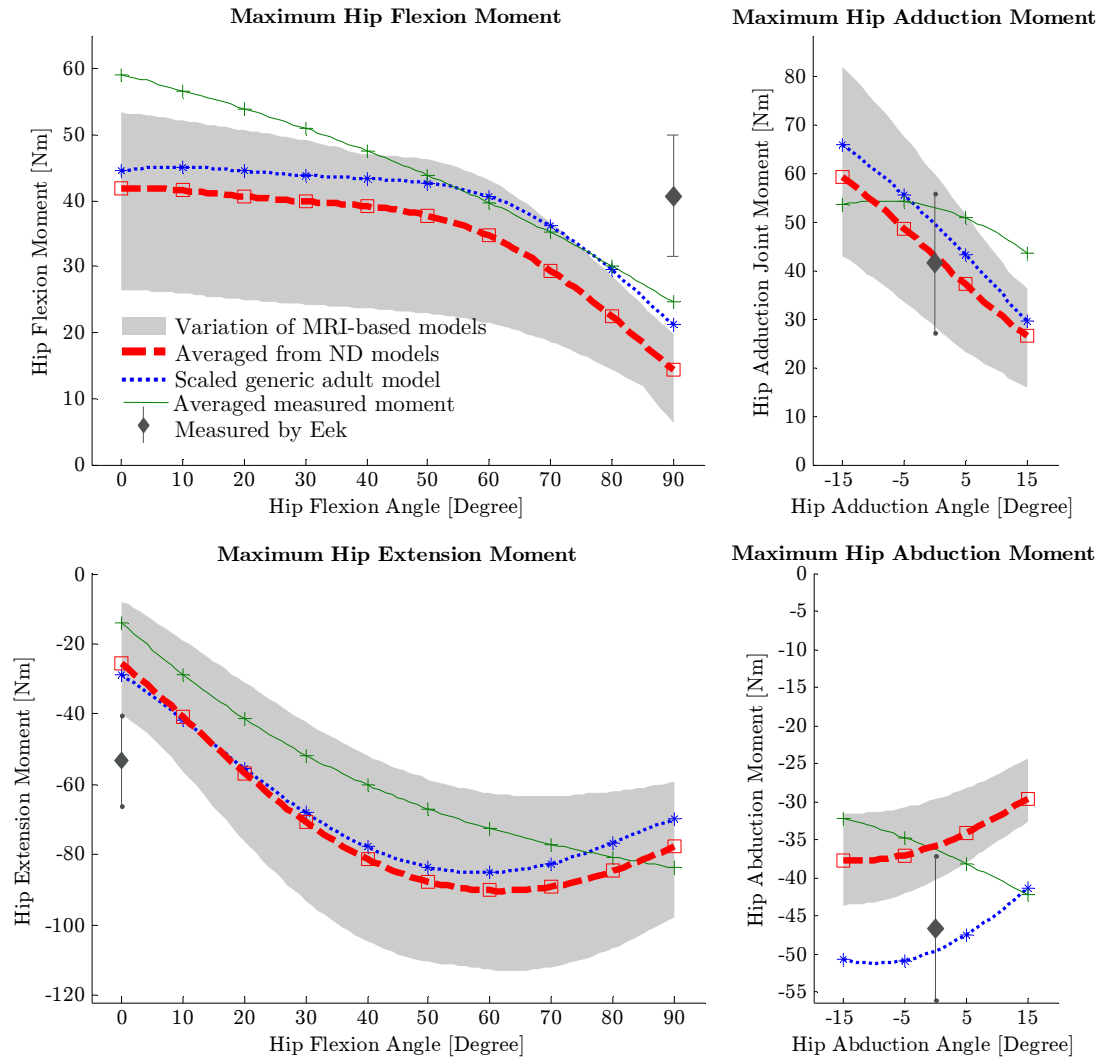 Maximum Hip Flexion Moment
Hip Flexion Moment [Nm]
60
50
40
30
20
10
0
Variation of MRI-based models
Averaged from ND models
Scaled generic adult model
Averaged measured moment
Measured by Eek
0 10 20 30 40 50 60 70 80 90
Hip Flexion Angle [Degree]
Maximum Hip Adduction Moment
Hip Adduction Joint Moment [Nm]
80
70
60
50
40
30
20
10
0
-15 -5 5 15
Hip Adduction Angle [Degree]
Maximum Hip Extension Moment
Hip Extension Moment [Nm]
0
-20
-40
-60
-80
-100
-120
0 10 20 30 40 50 60 70 80 90
Hip Flexion Angle [Degree]
Maximum Hip Abduction Moment
Hip Abduction Moment [Nm]
0
-5
-10
-15
-20
-25
-30
-35
-40
-45
-50
-55
-15 -5 5 15
Hip Abduction Angle [Degree]